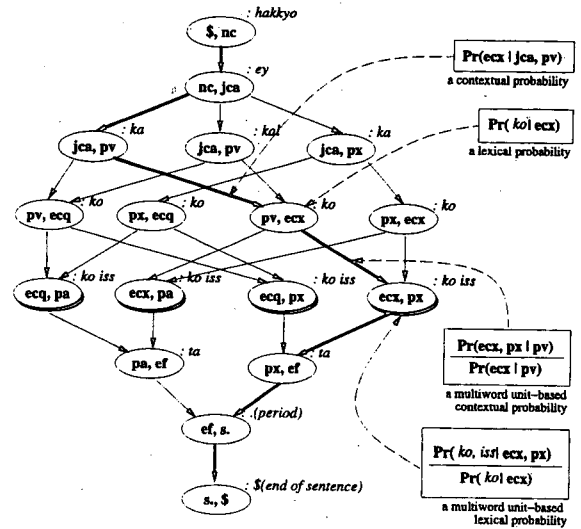 : hakkyo
$, nc
: ey
nc, jca
: ka
: kal
: ka
jca, pv
jca, pv
jca, px
: ko
: ko
: ko
: ko
pv, ecq
px, ecq
pv, ecx
px, ecx
: ko iss
: ko iss
: ko iss
: ko iss
ecq, pa
ecx, pa
ecq, px
ecx, px
: ta
: ta
pa, ef
px, ef
: .(period)
ef, s.
: $(end of sentence)
s., $
Pr(ecx | jca, pv)
a contextual probability
Pr( ko | ecx)
a lexical probability
Pr(ecx, px | pv)
Pr(ecx | pv)
a multiword unit-based
contextual probability
Pr( ko, iss | ecx, px)
Pr( ko | ecx)
a multiword unit-based
lexical probability